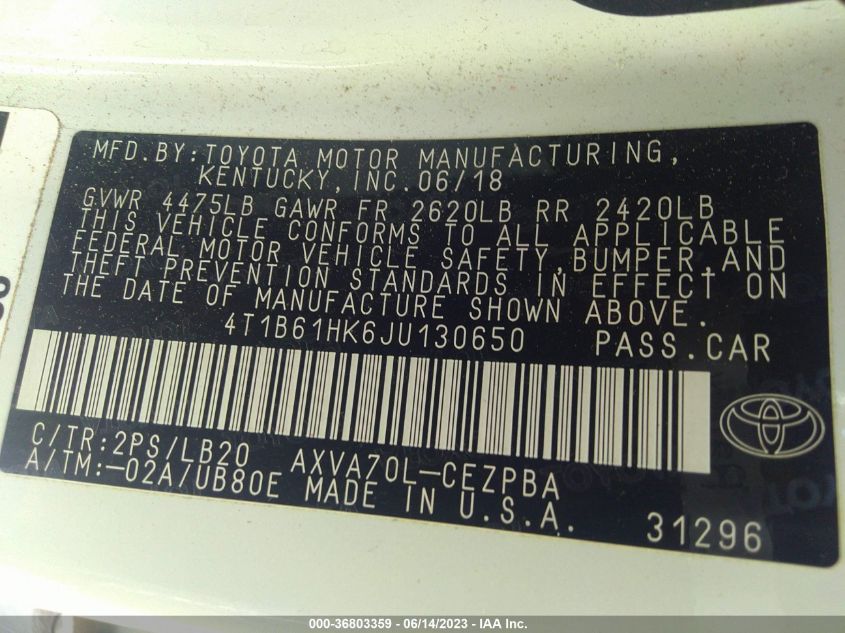 MFD.BY:TOYOTA MOTOR MANUFACTURING,
KENTUCKY, INC. 06/18
GVWR 4475LB GAWR FR 2620LB RR 2420LB
THIS VEHICLE CONFORMS TO ALL APPLICABLE
FEDERAL MOTOR VEHICLE SAFETY,BUMPER,AND
THEFT PREVENTION STANDARDS IN EFFECT ON
THE DATE OF MANUFACTURE SHOWN ABOVE.
4T1B61HK6JU130650 PASS.CAR
C/TR:2PS/LB20 AXVA70L-CEZPBA
A/TM:-02A/UB80E MADE IN U.S.A.
31296
000-36803359 - 06/14/2023 - IAA Inc.